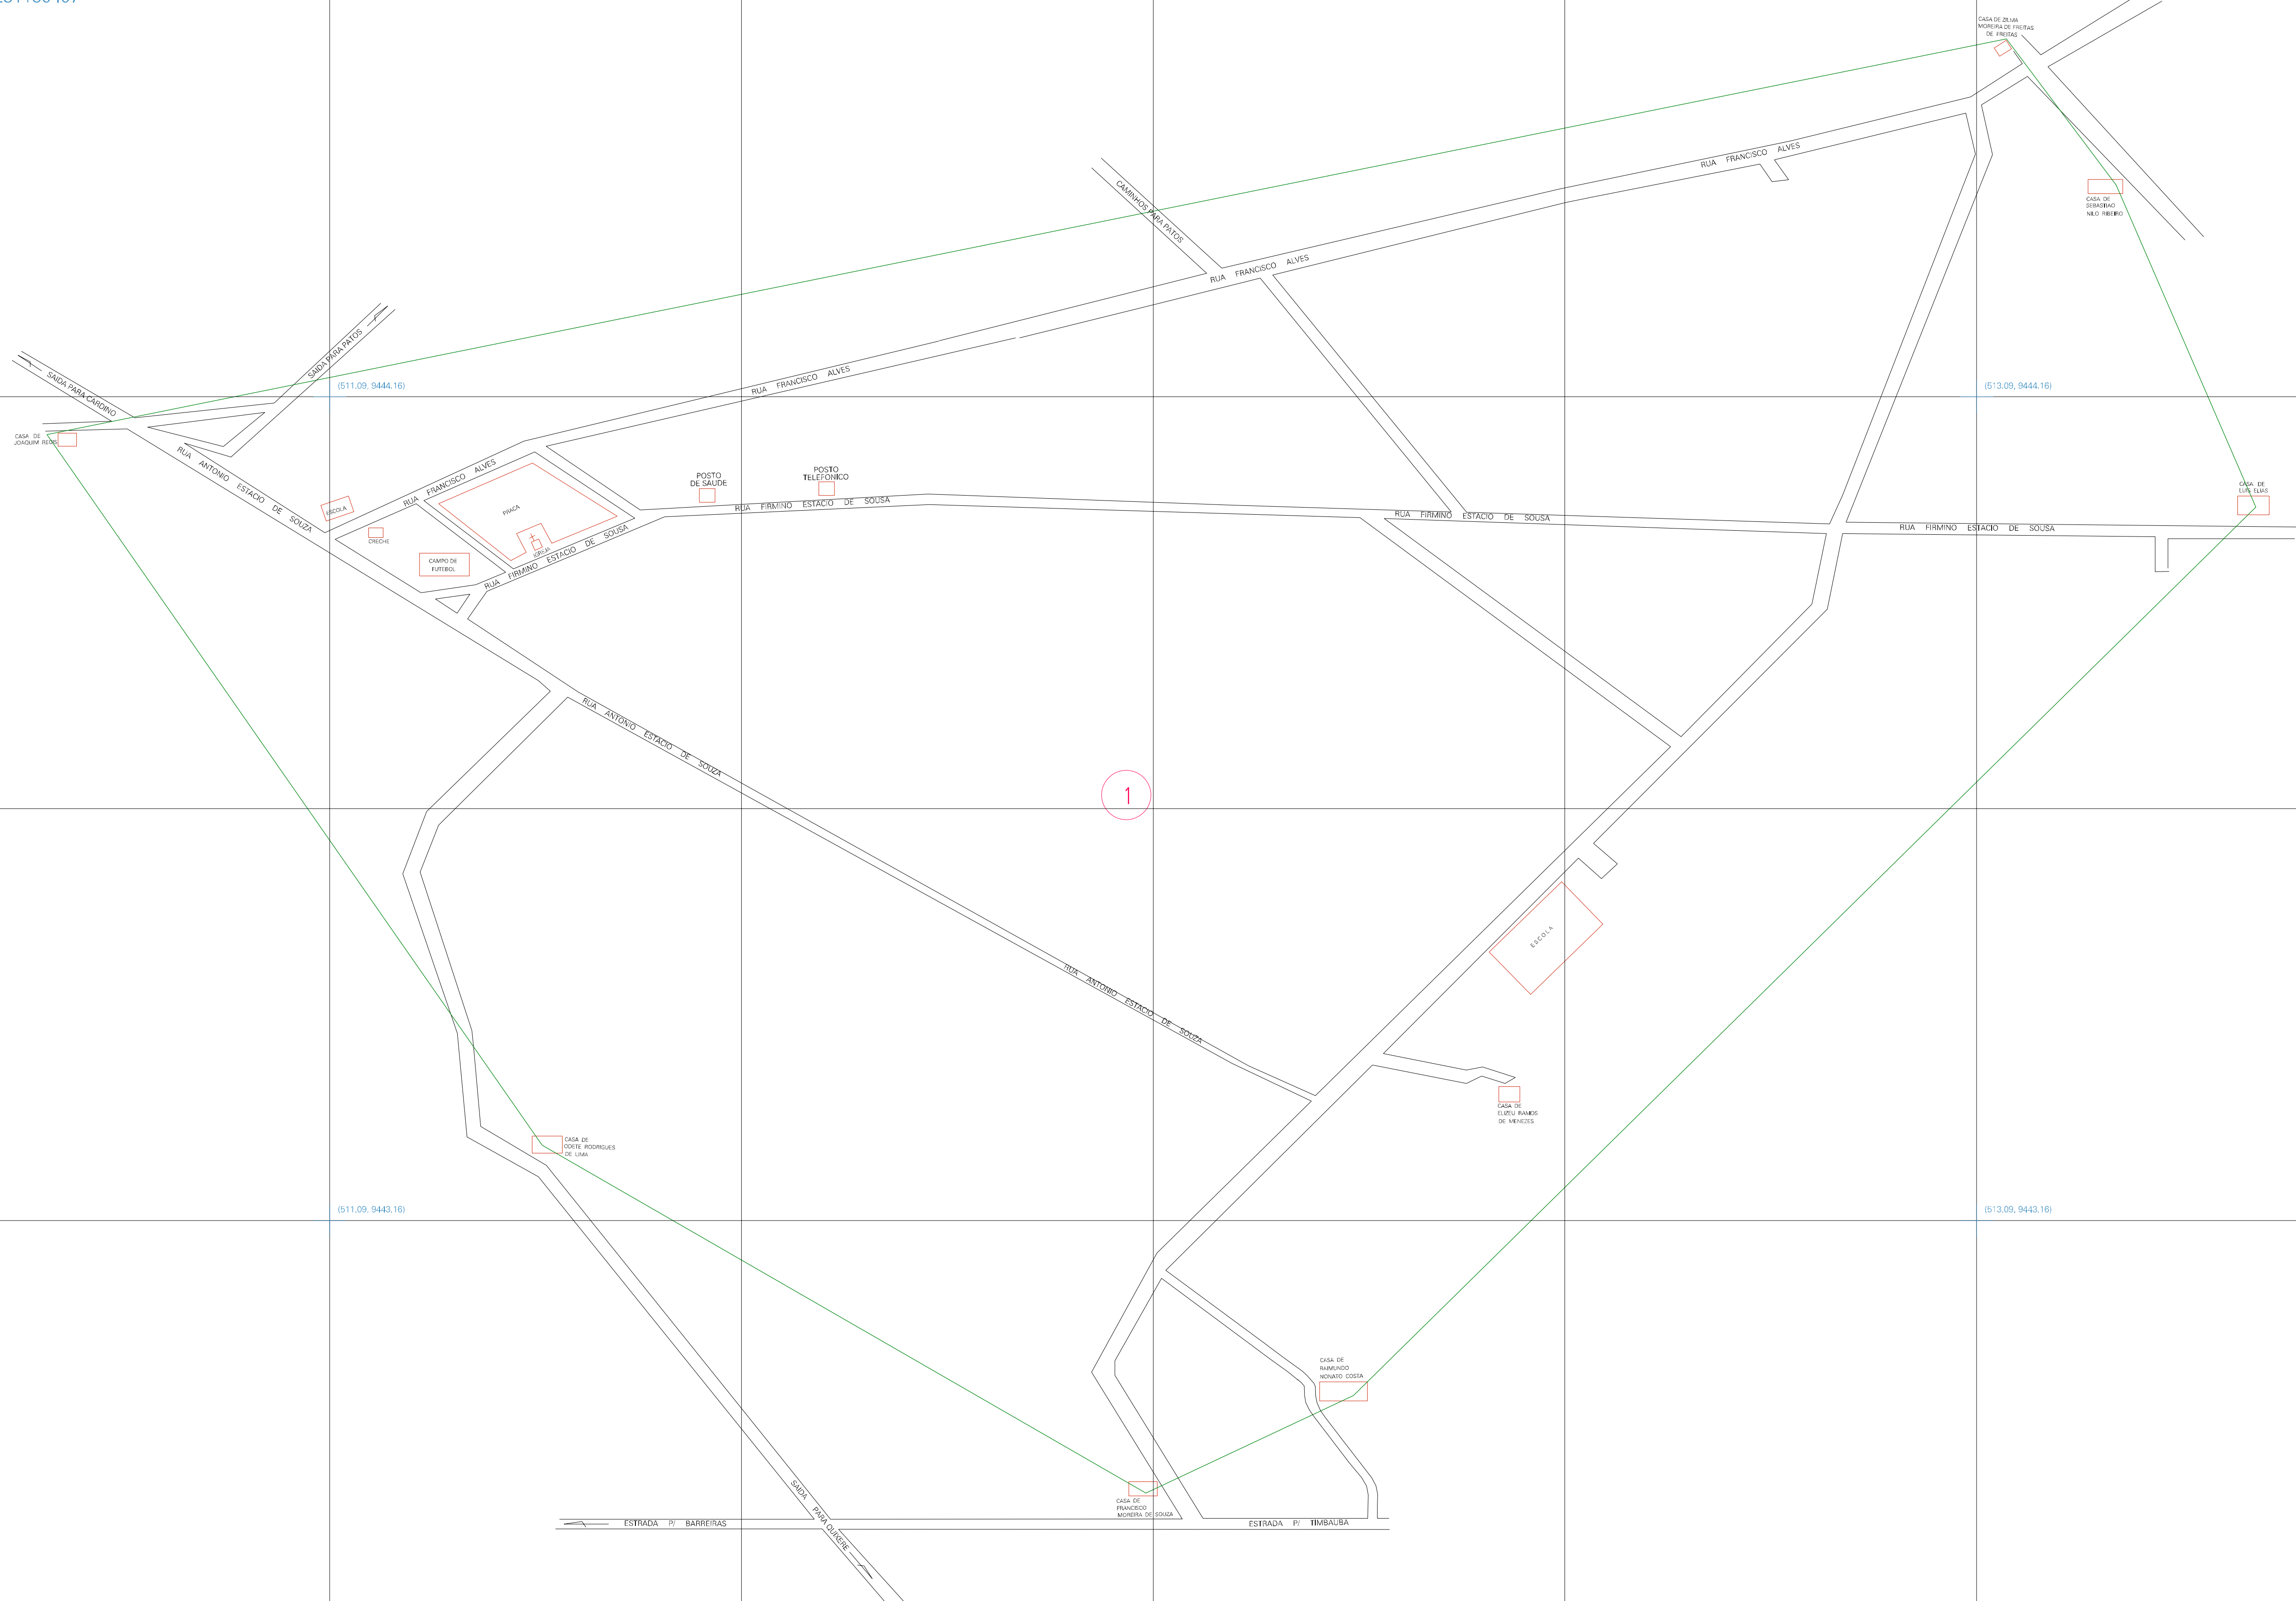 CASA DE ZILMA
MOREIRA DE FREITAS
DE FREITAS
RUA FRANCISCO ALVES
CAMINHOS PARA PATOS
CASA DE
SEBASTIAO
NILO RIBEIRO
RUA FRANCISCO ALVES
SAIDA PARA PATOS
SAIDA PARA CARDINO
(511.09, 9444.16)
(513.09, 9444.16)
RUA FRANCISCO ALVES
CASA DE
JOAQUIM REGIS
RUA ANTONIO ESTACIO DE SOUZA
RUA FRANCISCO ALVES
POSTO
DE SAUDE
POSTO
TELEFONICO
CASA DE
LUIS ELIAS
ESCOLA
PRACA
RUA FIRMINO ESTACIO DE SOUSA
RUA FIRMINO ESTACIO DE SOUSA
RUA FIRMINO ESTACIO DE SOUSA
CRECHE
IGREJA
CAMPO DE
FUTEBOL
RUA FIRMINO ESTACIO DE SOUSA
RUA ANTONIO ESTACIO DE SOUZA
1
ESCOLA
RUA ANTONIO ESTACIO DE SOUZA
CASA DE
ELIZEU RAMOS
DE MENEZES
CASA DE
ODETE RODRIGUES
DE LIMA
(511.09, 9443.16)
(513.09, 9443.16)
CASA DE
RAIMUNDO
NONATO COSTA
CASA DE
FRANCISCO
MOREIRA DE SOUZA
SAIDA PARA QUIXERE
ESTRADA P/ BARREIRAS
ESTRADA P/ TIMBAUBA